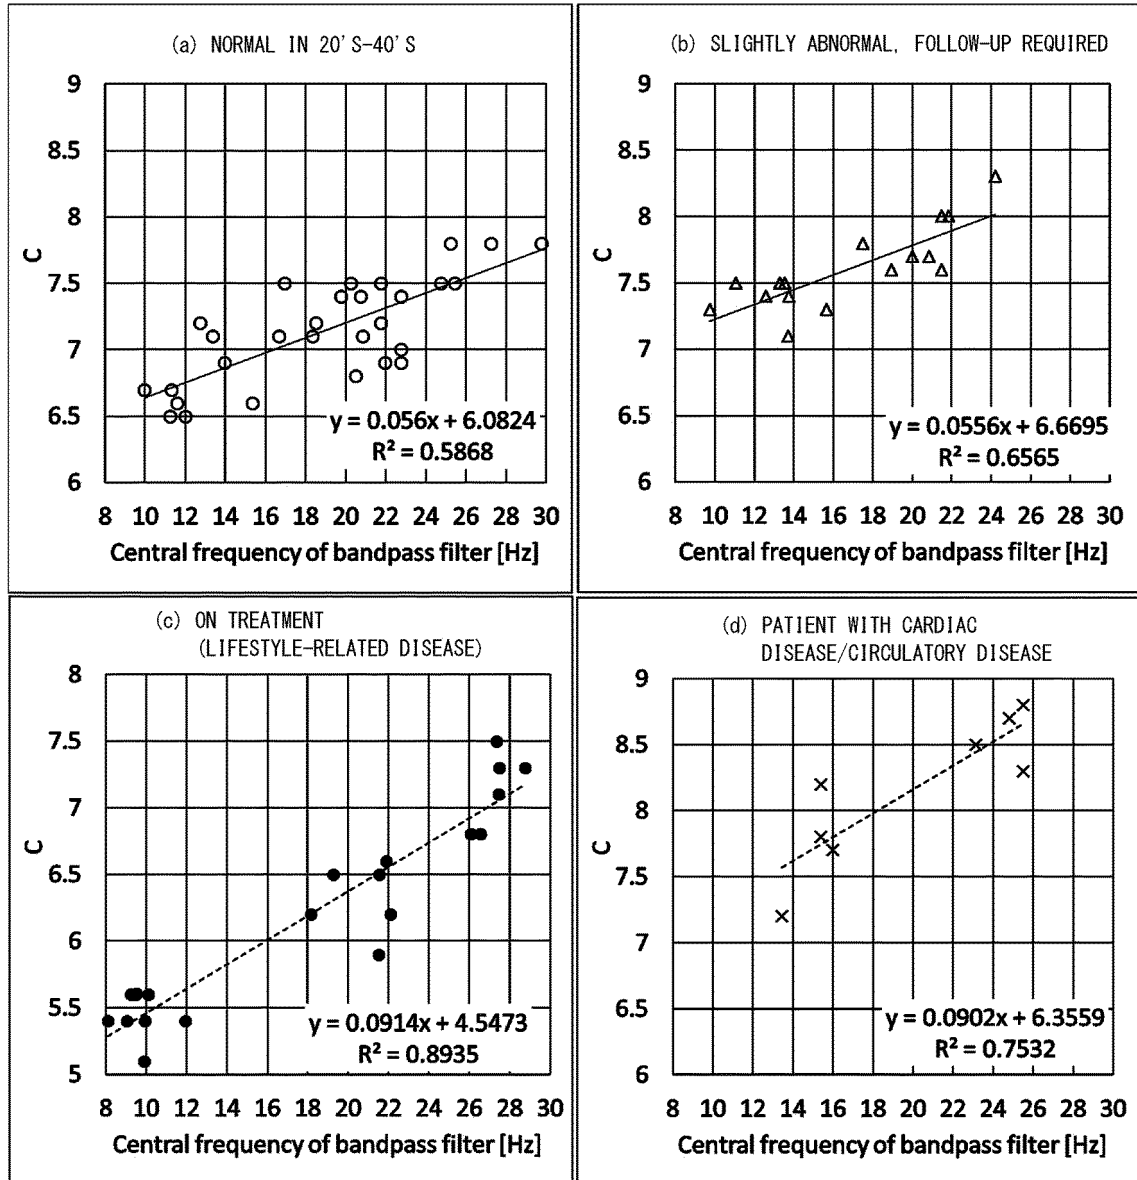 (a) NORMAL IN 20'S-40'S
9
8.5
8
7.5
7
6.5
6
C
y = 0.056x + 6.0824
R² = 0.5868
8 10 12 14 16 18 20 22 24 26 28 30
Central frequency of bandpass filter [Hz]
(b) SLIGHTLY ABNORMAL, FOLLOW-UP REQUIRED
9
8.5
8
7.5
7
6.5
6
C
y = 0.0556x + 6.6695
R² = 0.6565
8 10 12 14 16 18 20 22 24 26 28 30
Central frequency of bandpass filter [Hz]
(c) ON TREATMENT
(LIFESTYLE-RELATED DISEASE)
8
7.5
7
6.5
6
5.5
5
C
y = 0.0914x + 4.5473
R² = 0.8935
8 10 12 14 16 18 20 22 24 26 28 30
Central frequency of bandpass filter [Hz]
(d) PATIENT WITH CARDIAC
DISEASE/CIRCULATORY DISEASE
9
8.5
8
7.5
7
6.5
6
C
y = 0.0902x + 6.3559
R² = 0.7532
8 10 12 14 16 18 20 22 24 26 28 30
Central frequency of bandpass filter [Hz]